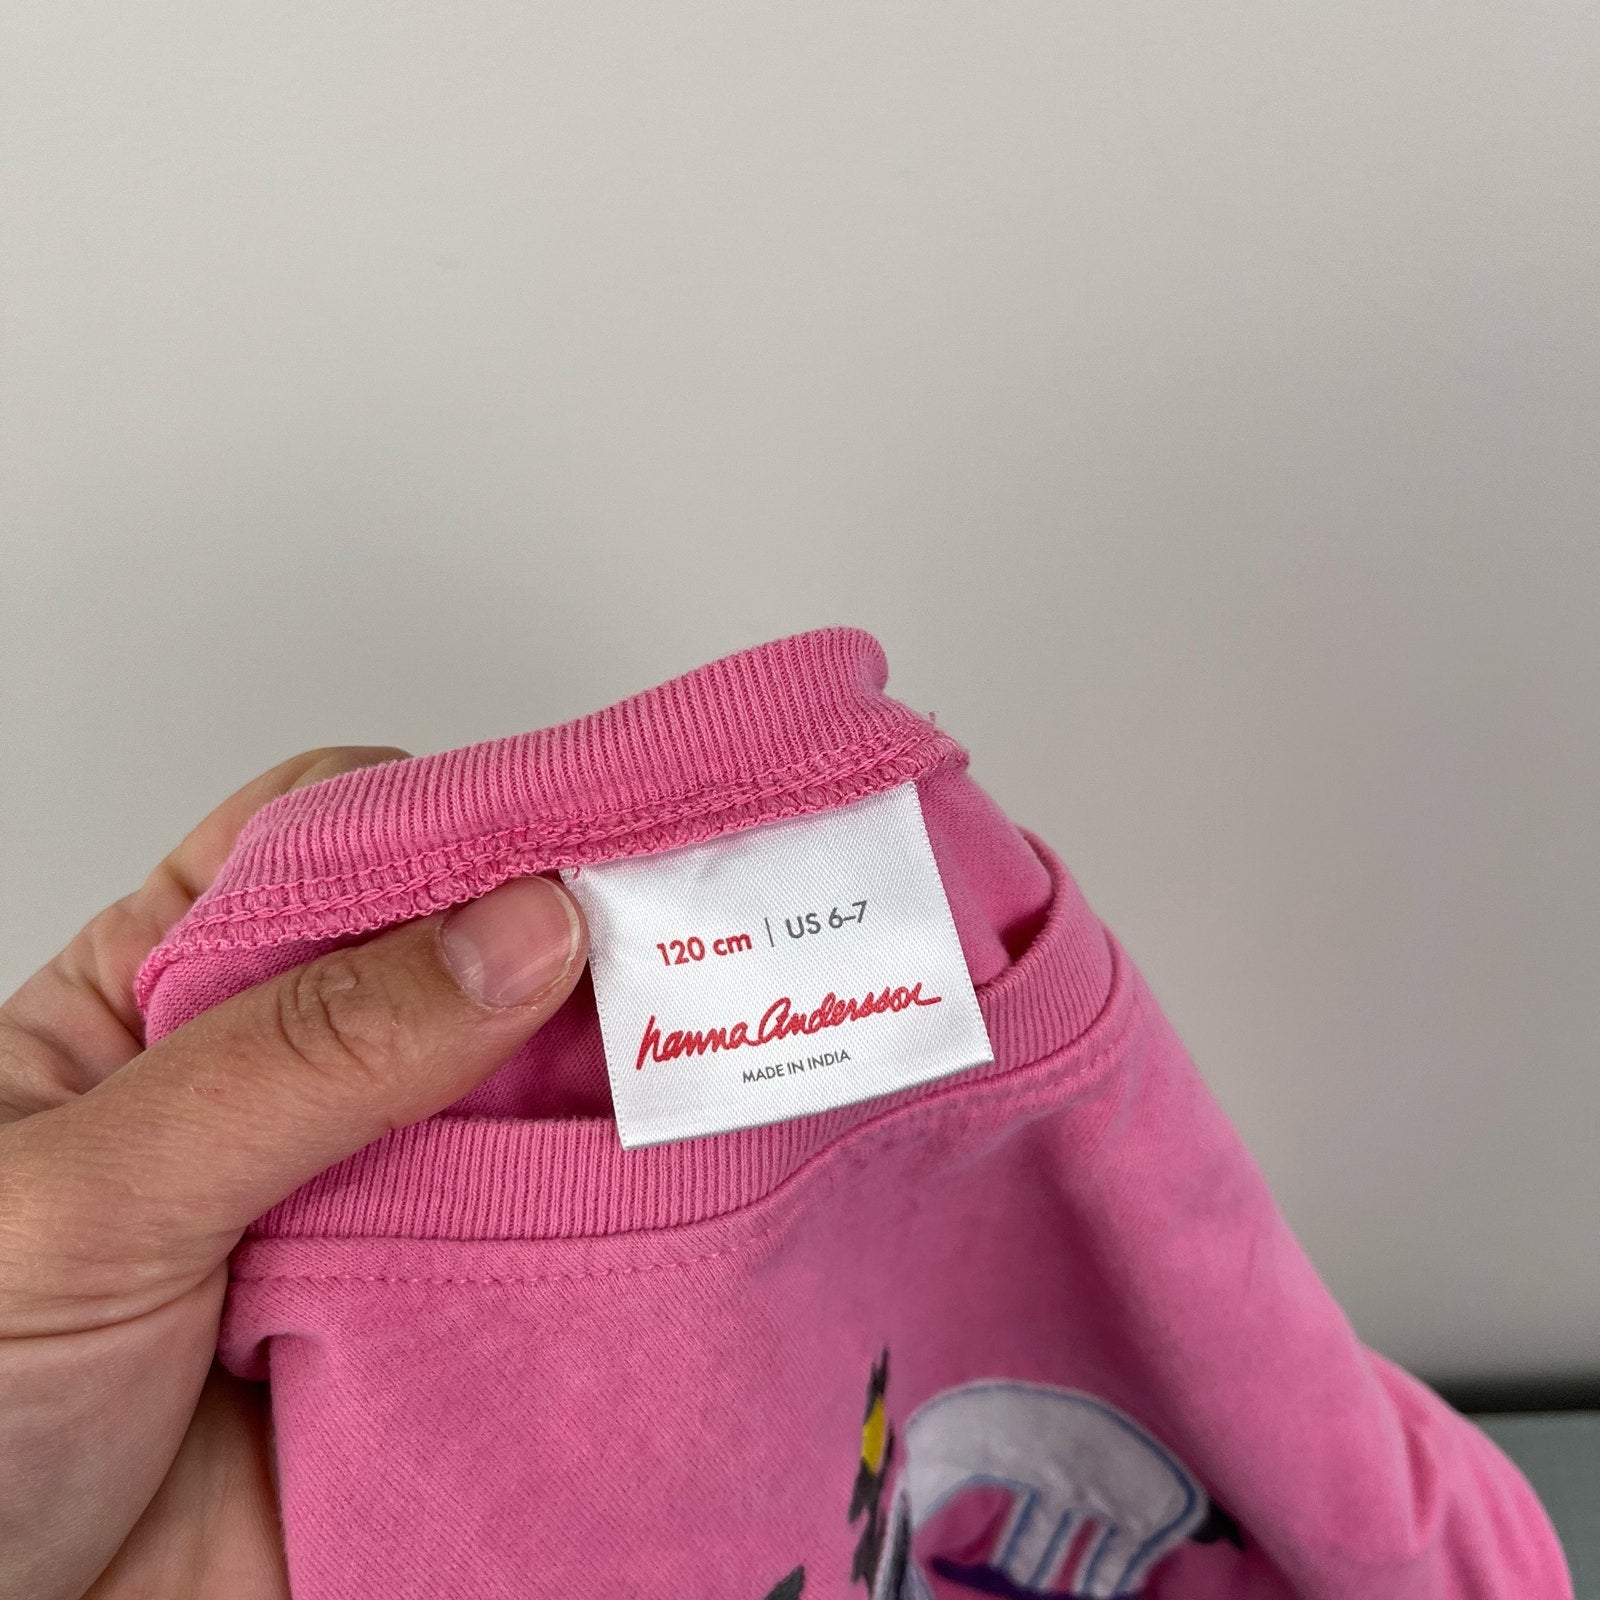 120 cm | US 6–7
hanna Andersson
MADE IN INDIA